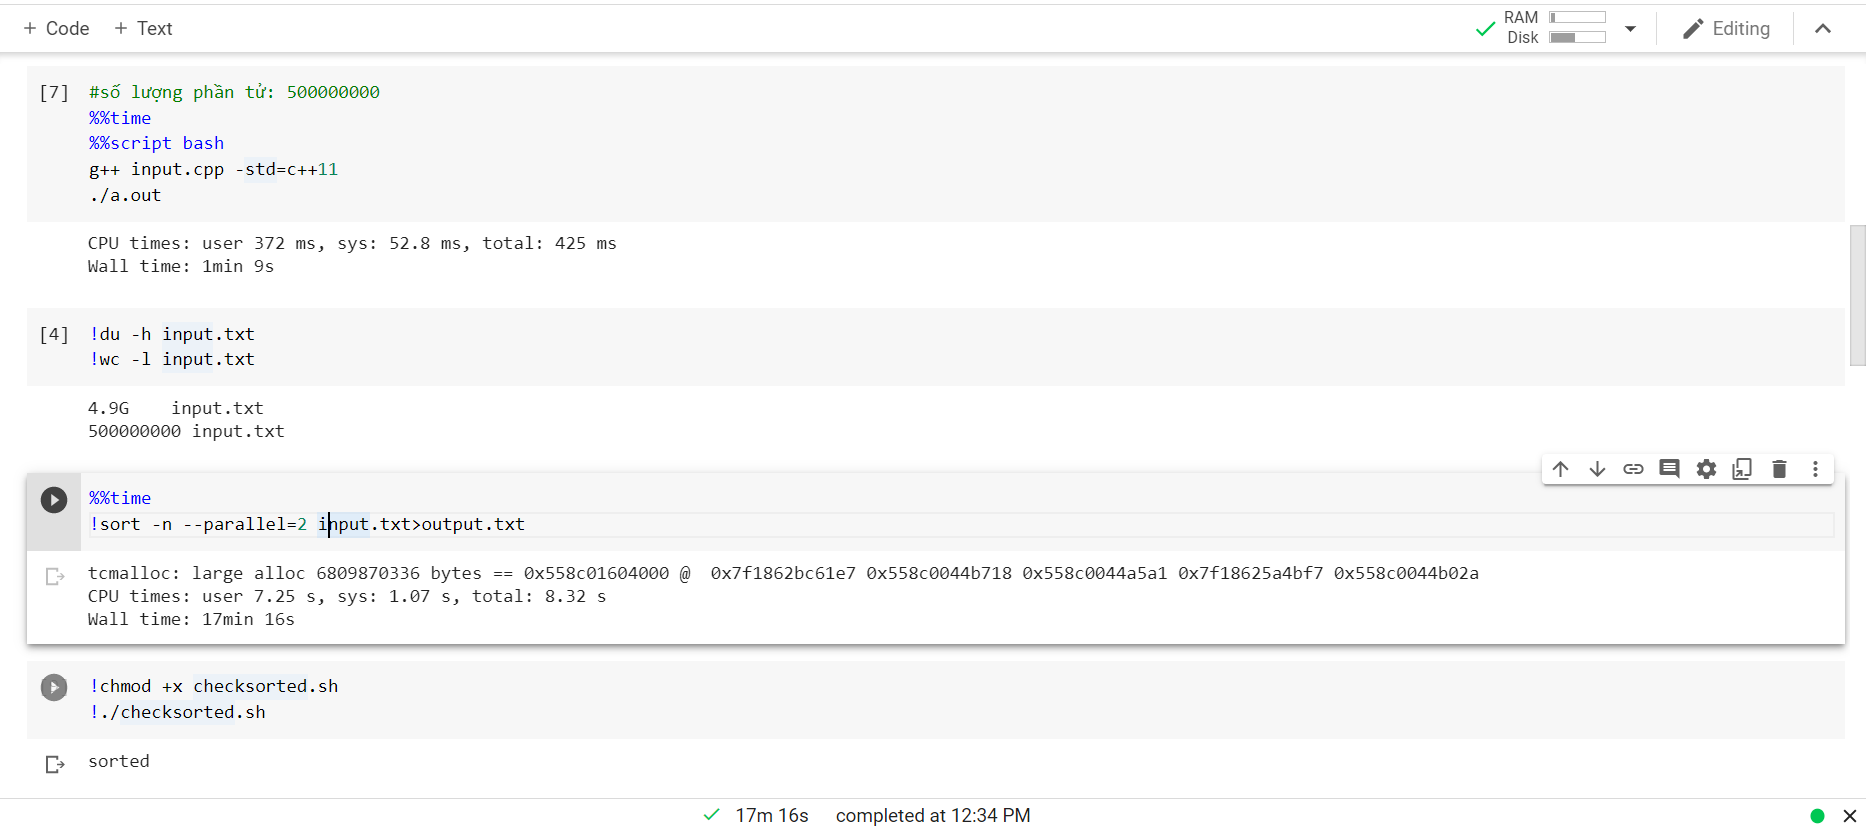 + Code + Text RAM Disk Editing
[7] #số lượng phần tử: 500000000
%%time
%%script bash
g++ input.cpp -std=c++11
./a.out
CPU times: user 372 ms, sys: 52.8 ms, total: 425 ms
Wall time: 1min 9s
[4] !du -h input.txt
!wc -l input.txt
4.9G    input.txt
500000000 input.txt
%%time
!sort -n --parallel=2 input.txt>output.txt
tcmalloc: large alloc 6809870336 bytes == 0x558c01604000 @  0x7f1862bc61e7 0x558c0044b718 0x558c0044a5a1 0x7f18625a4bf7 0x558c0044b02a
CPU times: user 7.25 s, sys: 1.07 s, total: 8.32 s
Wall time: 17min 16s
!chmod +x checksorted.sh
!./checksorted.sh
sorted
17m 16s completed at 12:34 PM